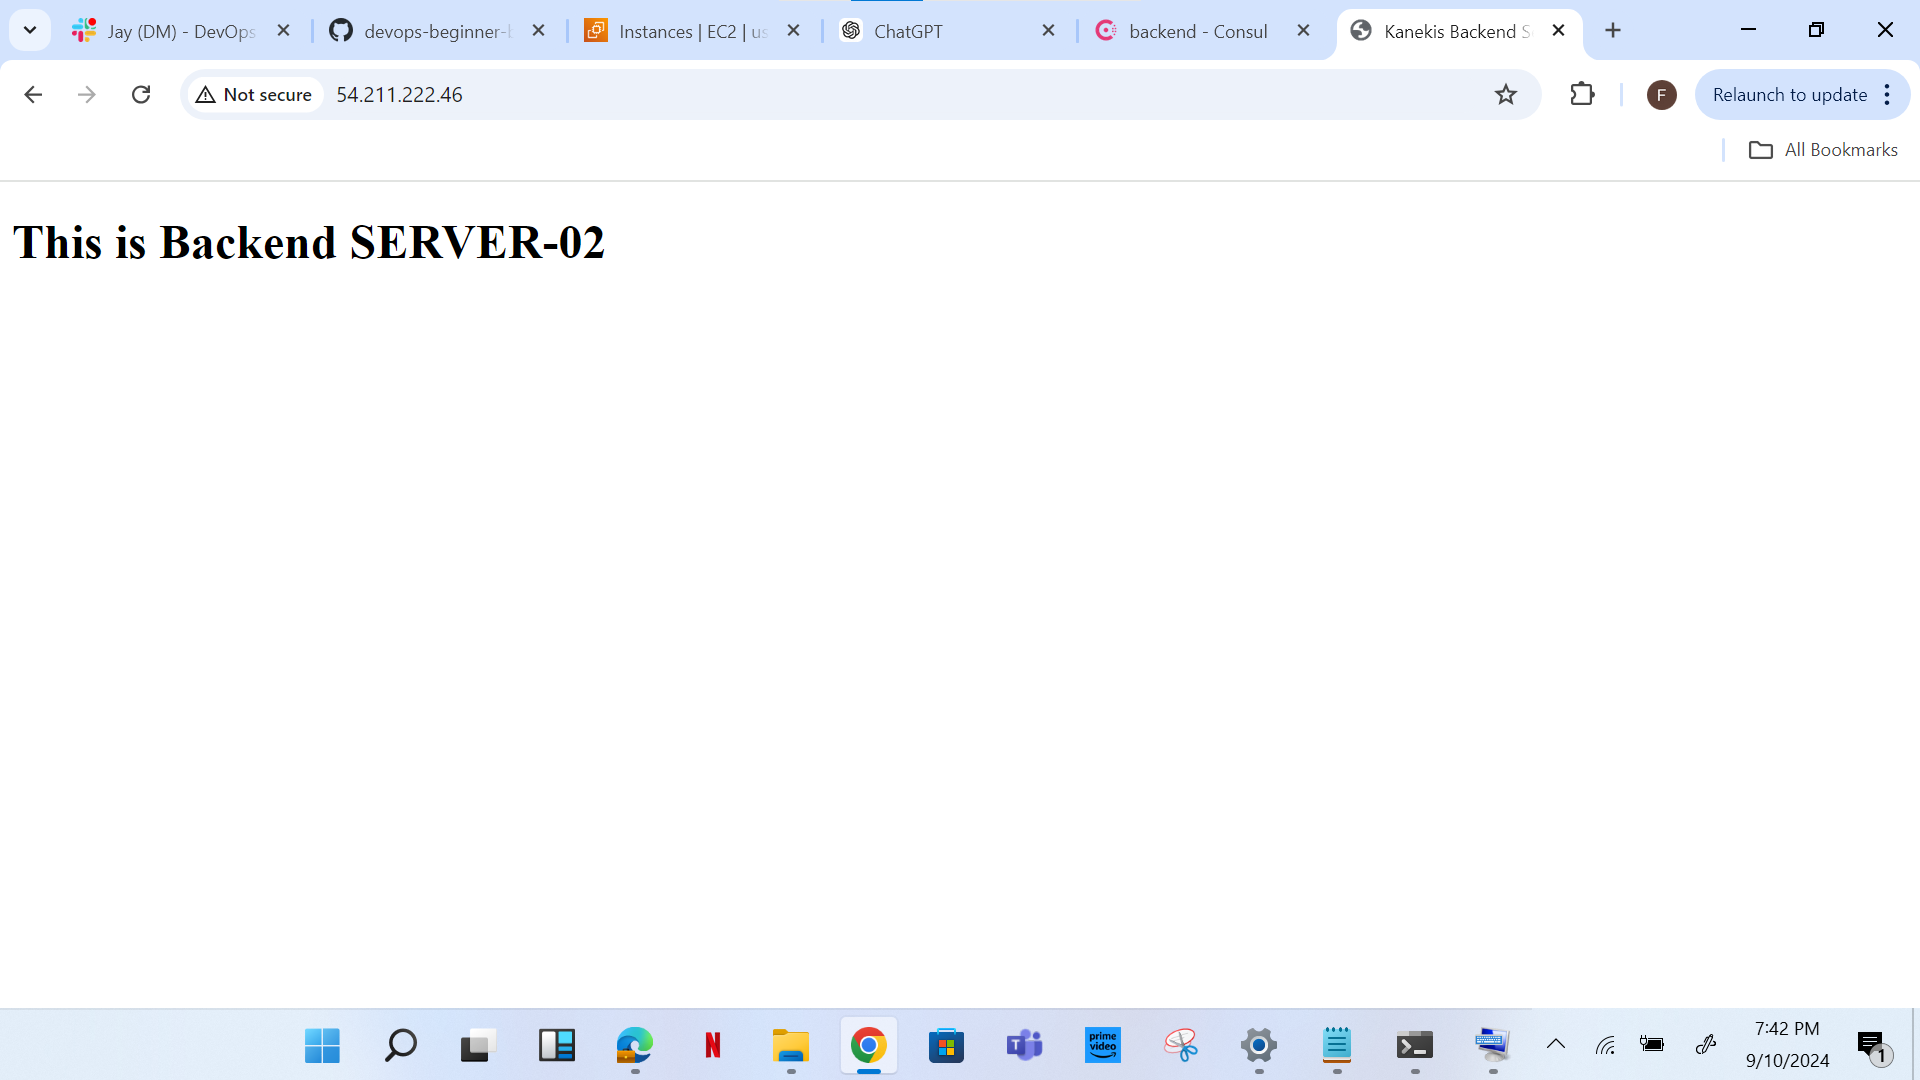 Jay (DM) - DevOps
devops-beginner-b
Instances | EC2 | us
ChatGPT
backend - Consul
Kanekis Backend S
Not secure
54.211.222.46
F
Relaunch to update
All Bookmarks
This is Backend SERVER-02
N
T
prime video
7:42 PM
9/10/2024
1